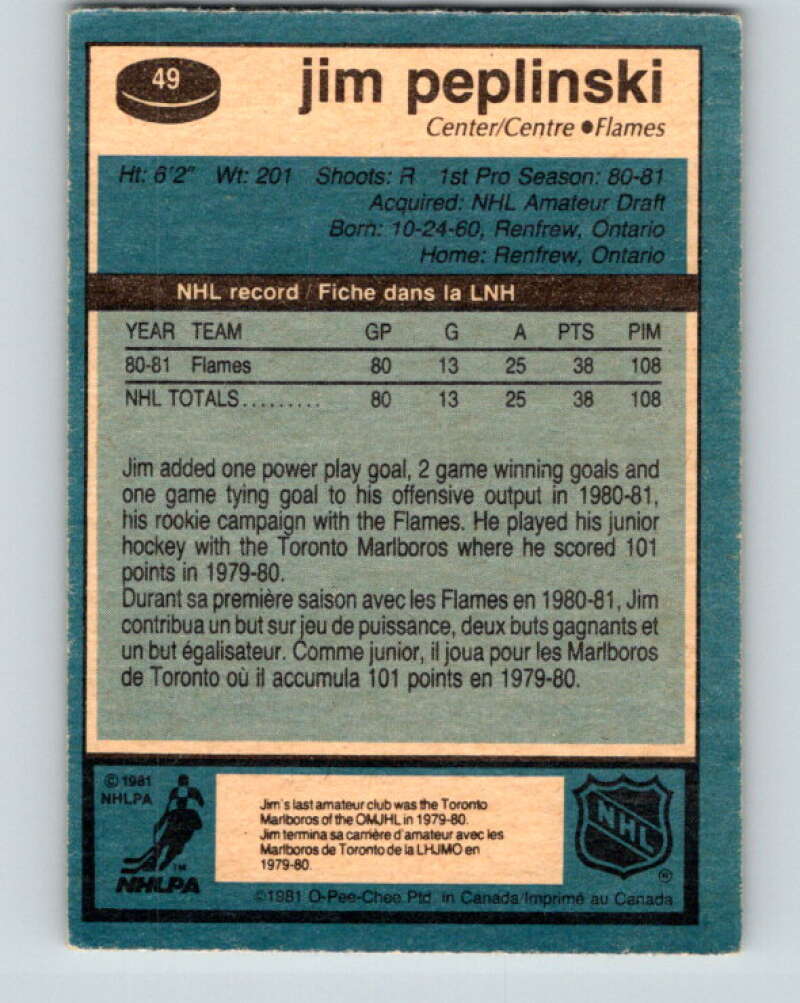 49
jim peplinski
Center/Centre ●Flames
Ht: 6'2" Wt: 201 Shoots: R 1st Pro Season: 80-81
Acquired: NHL Amateur Draft
Born: 10-24-60, Renfrew, Ontario
Home: Renfrew, Ontario
NHL record / Fiche dans la LNH
YEAR TEAM GP G A PTS PIM
80-81 Flames 80 13 25 38 108
NHL TOTALS......... 80 13 25 38 108
Jim added one power play goal, 2 game winning goals and
one game tying goal to his offensive output in 1980-81,
his rookie campaign with the Flames. He played his junior
hockey with the Toronto Marlboros where he scored 101
points in 1979-80.
Durant sa première saison avec les Flames en 1980-81, Jim
contribua un but sur jeu de puissance, deux buts gagnants et
un but égalisateur. Comme junior, il joua pour les Marlboros
de Toronto où il accumula 101 points en 1979-80.
© 1981
NHLPA
TM
NHLPA
Jim's last amateur club was the Toronto
Marlboros of the OMJHL in 1979-80.
Jim termina sa carrière d'amateur avec les
Marlboros de Toronto de la LHJMO en
1979-80.
NHL
®
©1981 O-Pee-Chee Ptd. in Canada/Imprimé au Canada